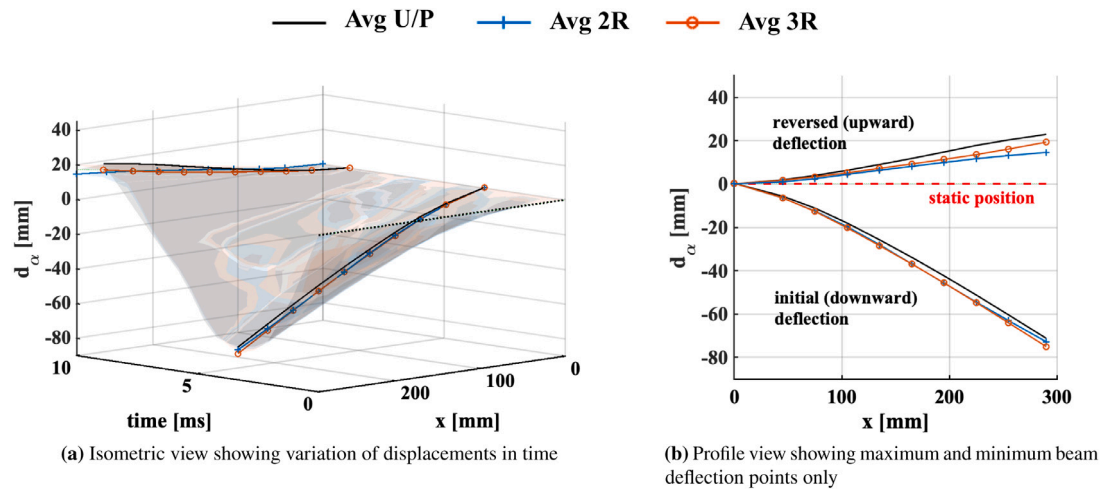 Avg U/P Avg 2R Avg 3R
40
20
0
-20
-40
-60
-80
d α [mm]
10
5
0
time [ms]
200
100
0
x [mm]
(a) Isometric view showing variation of displacements in time
40
20
0
-20
-40
-60
-80
d α [mm]
reversed (upward)
deflection
static position
initial (downward)
deflection
0 100 200 300
x [mm]
(b) Profile view showing maximum and minimum beam
deflection points only